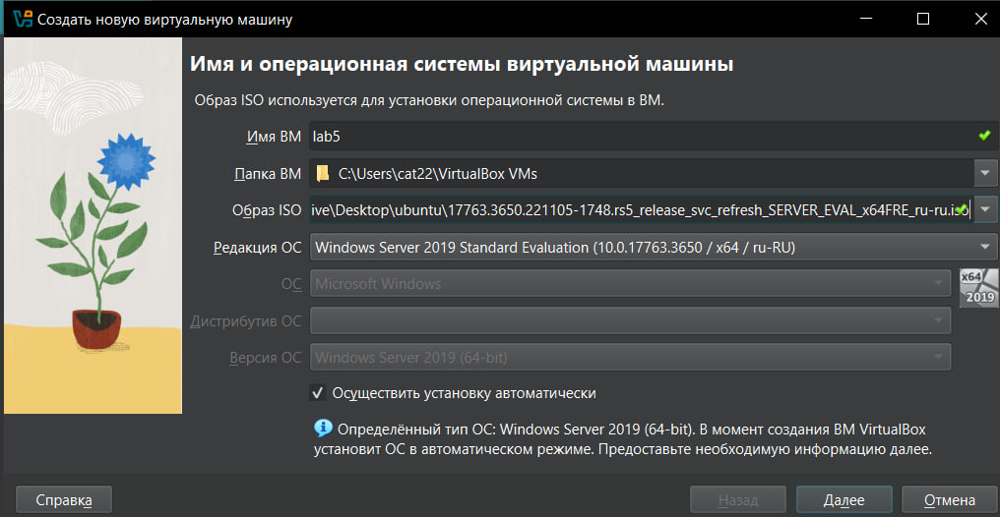 Создать новую виртуальную машину
Имя и операционная системы виртуальной машины
Образ ISO используется для установки операционной системы в ВМ.
Имя ВМ lab5
Папка ВМ C:\Users\cat22\VirtualBox VMs
Образ ISO ive\Desktop\ubuntu\17763.3650.221105-1748.rs5_release_svc_refresh_SERVER_EVAL_x64FRE_ru-ru.iso
Редакция ОС Windows Server 2019 Standard Evaluation (10.0.17763.3650 / x64 / ru-RU)
ОС Microsoft Windows
x64
2019
Дистрибутив ОС
Версия ОС Windows Server 2019 (64-bit)
Осуществить установку автоматически
Определённый тип ОС: Windows Server 2019 (64-bit). В момент создания ВМ VirtualBox
установит ОС в автоматическом режиме. Предоставьте необходимую информацию далее.
Справка Назад Далее Отмена